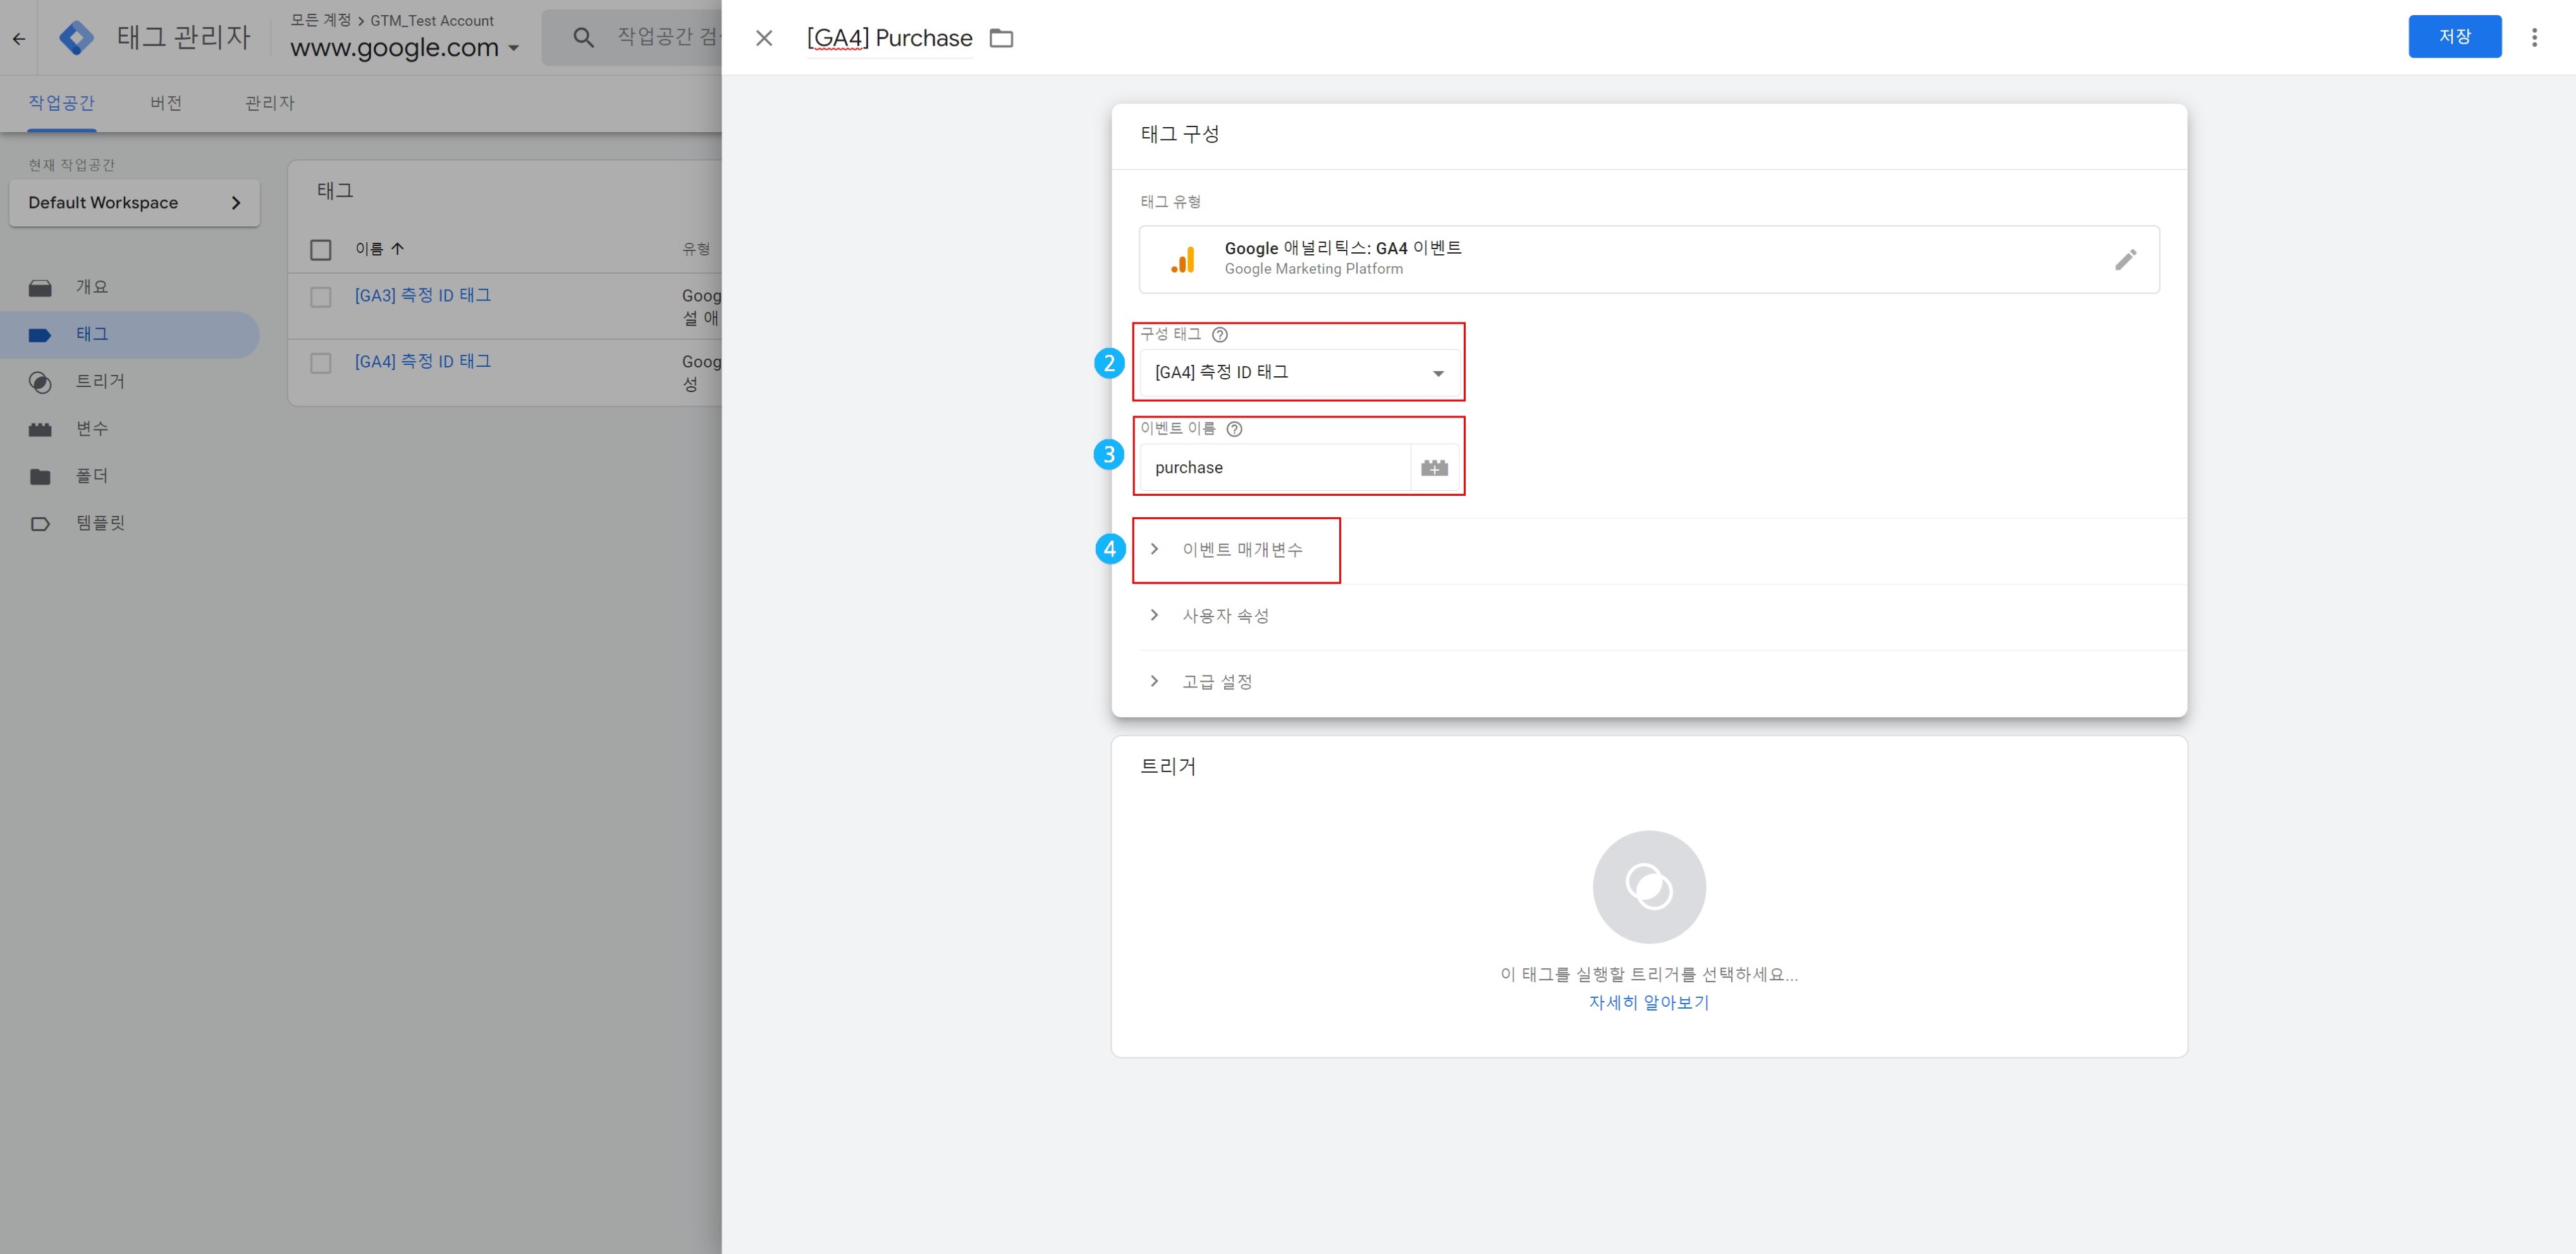 태그 관리자
모든 계정 > GTM_Test Account
www.google.com
작업공간 검
[GA4] Purchase
저장
작업공간
버전
관리자
현재 작업공간
Default Workspace
개요
태그
트리거
변수
폴더
템플릿
태그
이름
유형
[GA3] 측정 ID 태그
Goog
설 애
[GA4] 측정 ID 태그
Goog
성
태그 구성
태그 유형
Google 애널리틱스: GA4 이벤트
Google Marketing Platform
구성 태그
2
[GA4] 측정 ID 태그
이벤트 이름
3
purchase
4
이벤트 매개변수
사용자 속성
고급 설정
트리거
이 태그를 실행할 트리거를 선택하세요...
자세히 알아보기